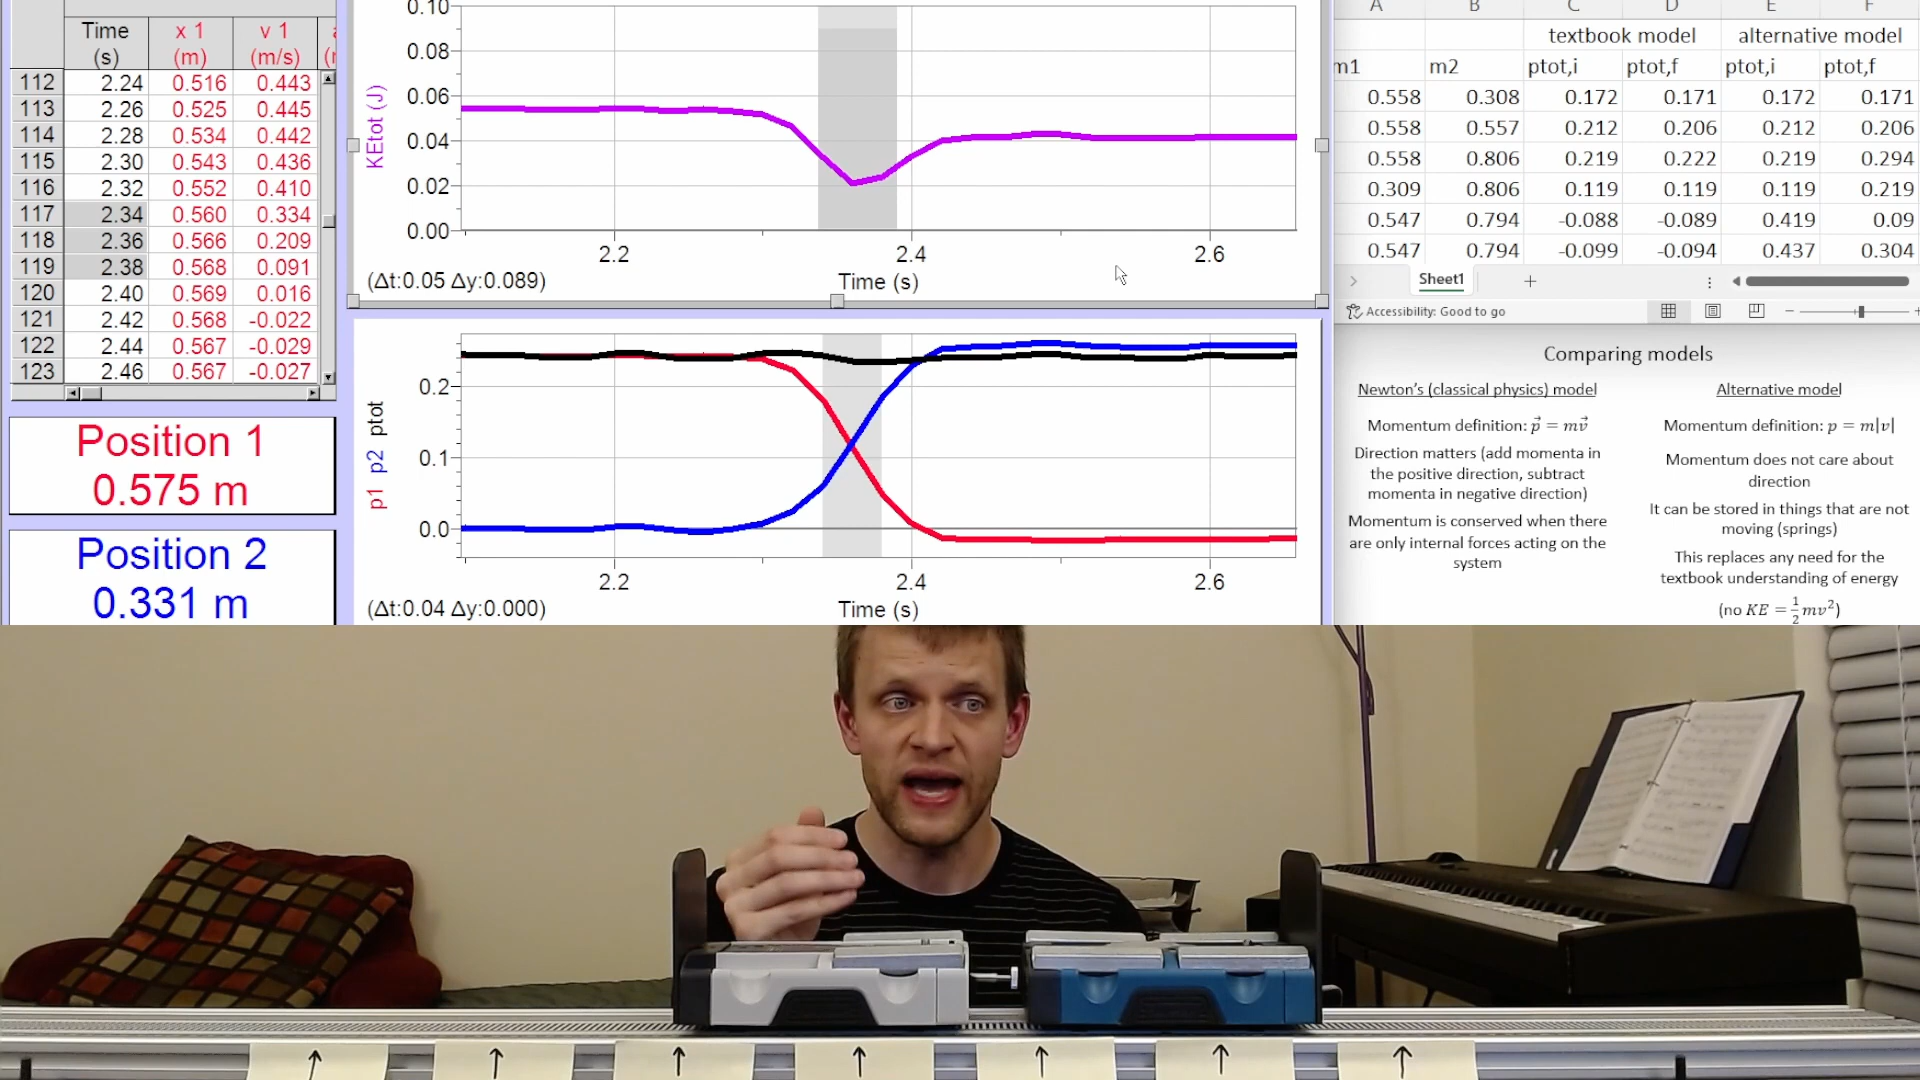 Time x 1 v 1
(s) (m) (m/s)
112 2.24 0.516 0.443
113 2.26 0.525 0.445
114 2.28 0.534 0.442
115 2.30 0.543 0.436
116 2.32 0.552 0.410
117 2.34 0.560 0.334
118 2.36 0.566 0.209
119 2.38 0.568 0.091
120 2.40 0.569 0.016
121 2.42 0.568 -0.022
122 2.44 0.567 -0.029
123 2.46 0.567 -0.027
Position 1
0.575 m
Position 2
0.331 m
KEtot (J)
0.10
0.08
0.06
0.04
0.02
0.00
2.2 2.4 2.6
(Δt:0.05 Δy:0.089) Time (s)
p1 p2 ptot
0.2
0.1
0.0
2.2 2.4 2.6
(Δt:0.04 Δy:0.000) Time (s)
A B C D E F
textbook model alternative model
m1 m2 ptot,i ptot,f ptot,i ptot,f
0.558 0.308 0.172 0.171 0.172 0.171
0.558 0.557 0.212 0.206 0.212 0.206
0.558 0.806 0.219 0.222 0.219 0.294
0.309 0.806 0.119 0.119 0.119 0.219
0.547 0.794 -0.088 -0.089 0.419 0.09
0.547 0.794 -0.099 -0.094 0.437 0.304
Sheet1
Accessibility: Good to go
Comparing models
Newton's (classical physics) model
Momentum definition: p⃗ = mv⃗
Direction matters (add momenta in
the positive direction, subtract
momenta in negative direction)
Momentum is conserved when there
are only internal forces acting on the
system
Alternative model
Momentum definition: p = m|v|
Momentum does not care about
direction
It can be stored in things that are not
moving (springs)
This replaces any need for the
textbook understanding of energy
(no KE = ½mv²)